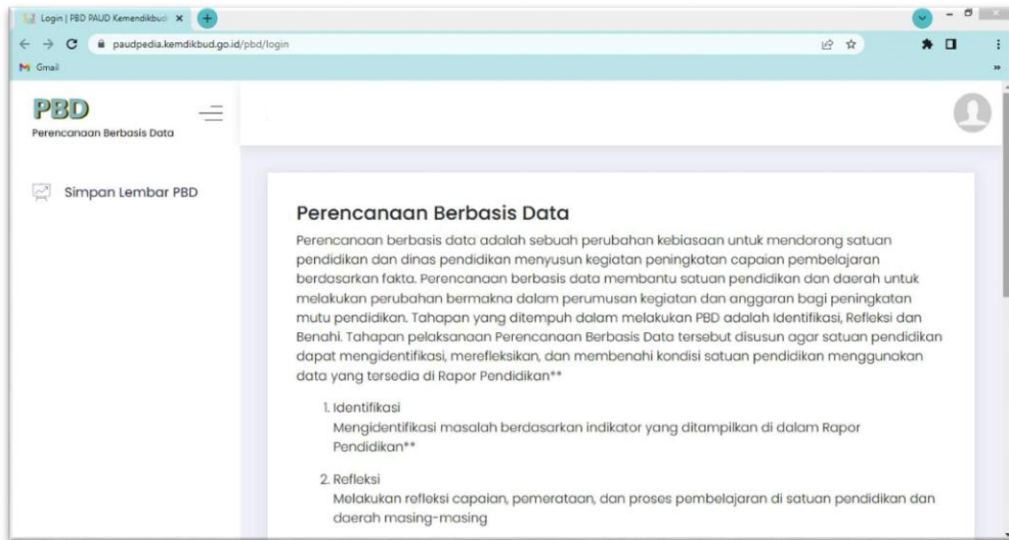 Login | PBD PAUD Kemendikbud
paudpedia.kemdikbud.go.id/pbd/login
Gmail
PBD
Perencanaan Berbasis Data
Simpan Lembar PBD
Perencanaan Berbasis Data
Perencanaan berbasis data adalah sebuah perubahan kebiasaan untuk mendorong satuan
pendidikan dan dinas pendidikan menyusun kegiatan peningkatan capaian pembelajaran
berdasarkan fakta. Perencanaan berbasis data membantu satuan pendidikan dan daerah untuk
melakukan perubahan bermakna dalam perumusan kegiatan dan anggaran bagi peningkatan
mutu pendidikan. Tahapan yang ditempuh dalam melakukan PBD adalah Identifikasi, Refleksi dan
Benahi. Tahapan pelaksanaan Perencanaan Berbasis Data tersebut disusun agar satuan pendidikan
dapat mengidentifikasi, merefleksikan, dan membenahi kondisi satuan pendidikan menggunakan
data yang tersedia di Rapor Pendidikan**
1. Identifikasi
Mengidentifikasi masalah berdasarkan indikator yang ditampilkan di dalam Rapor
Pendidikan**
2. Refleksi
Melakukan refleksi capaian, pemerataan, dan proses pembelajaran di satuan pendidikan dan
daerah masing-masing